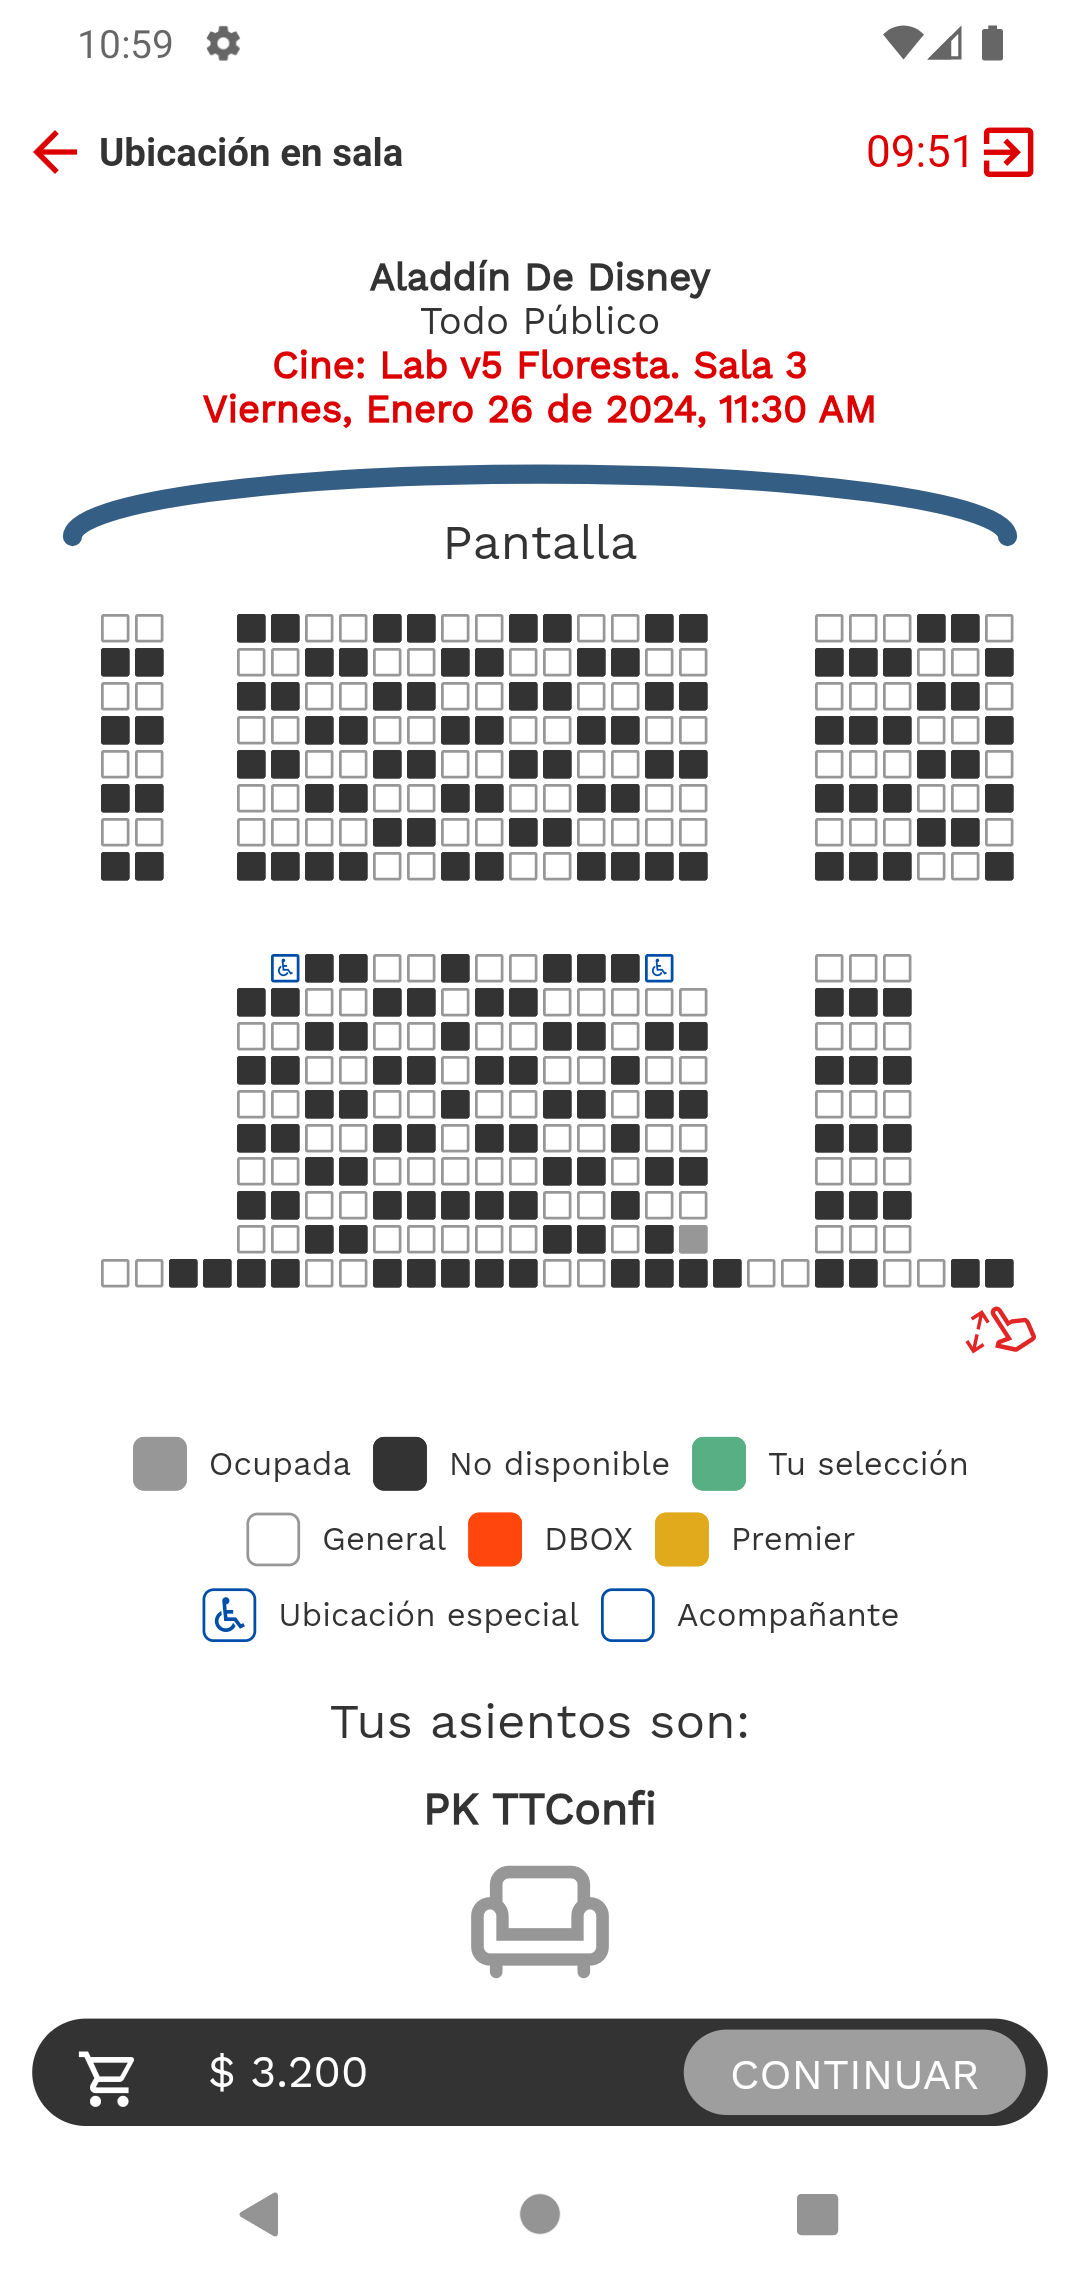 10:59
Ubicación en sala
09:51
Aladdín De Disney
Todo Público
Cine: Lab v5 Floresta. Sala 3
Viernes, Enero 26 de 2024, 11:30 AM
Pantalla
Ocupada No disponible Tu selección
General DBOX Premier
Ubicación especial Acompañante
Tus asientos son:
PK TTConfi
$ 3.200 CONTINUAR